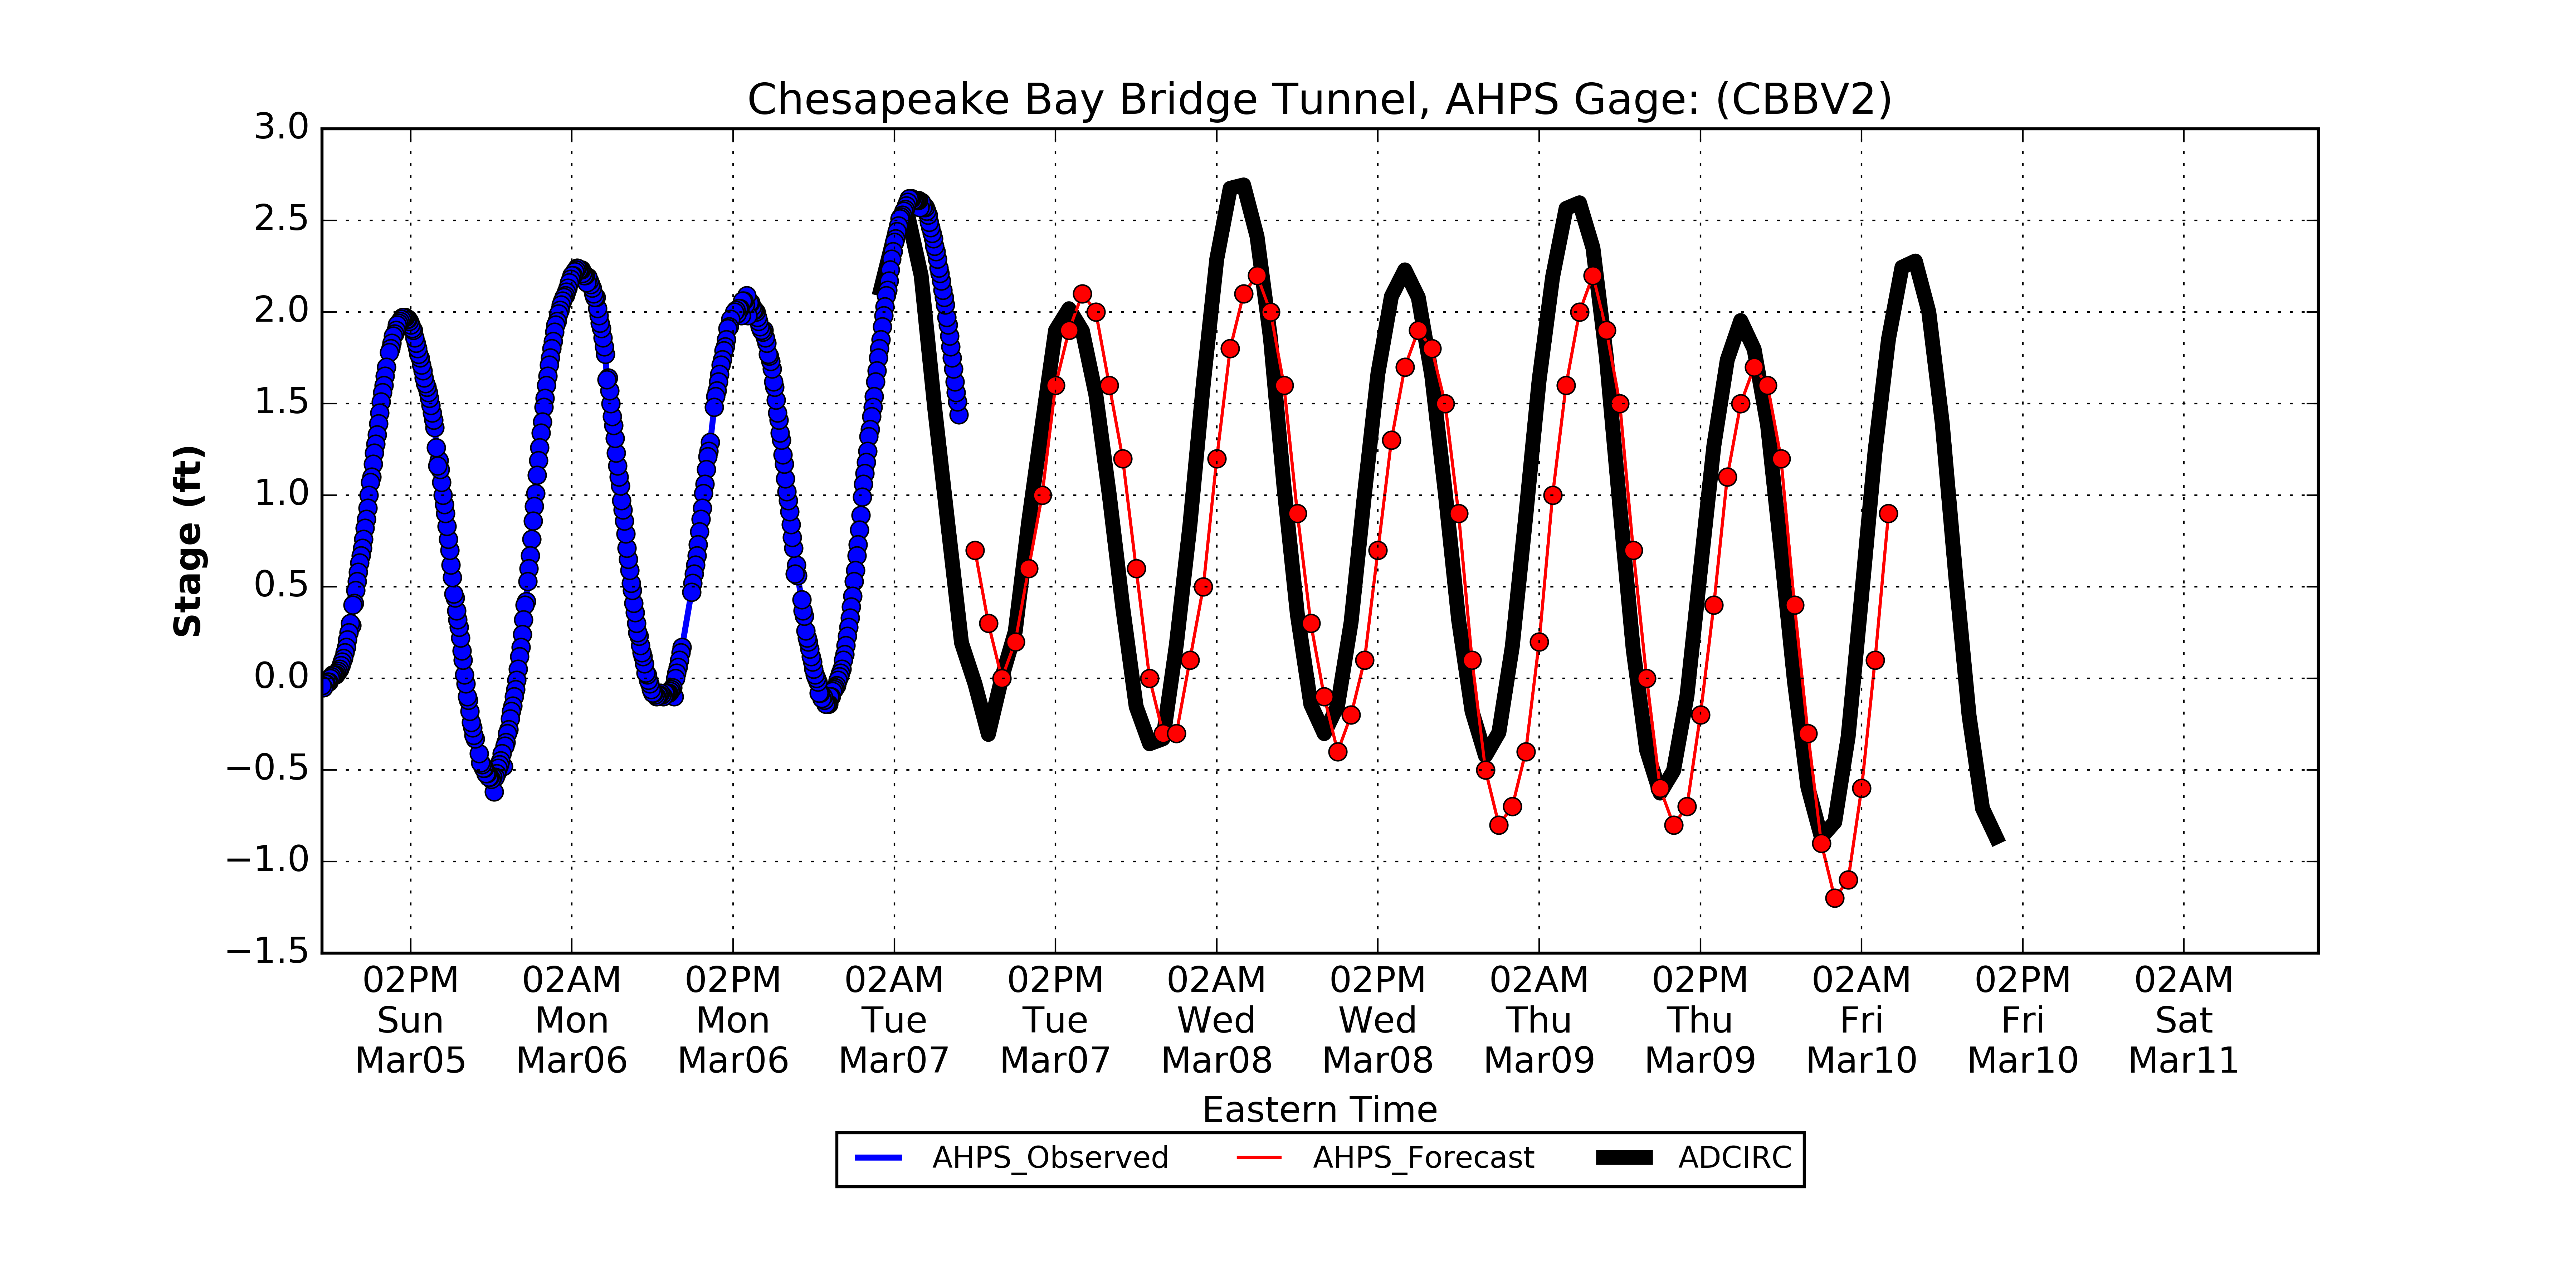 Chesapeake Bay Bridge Tunnel, AHPS Gage: (CBBV2)
3.0
2.5
2.0
1.5
1.0
0.5
0.0
−0.5
−1.0
−1.5
Stage (ft)
02PM 02AM 02PM 02AM 02PM 02AM 02PM 02AM 02PM 02AM 02PM 02AM
Sun Mon Mon Tue Tue Wed Wed Thu Thu Fri Fri Sat
Mar05 Mar06 Mar06 Mar07 Mar07 Mar08 Mar08 Mar09 Mar09 Mar10 Mar10 Mar11
Eastern Time
AHPS_Observed AHPS_Forecast ADCIRC